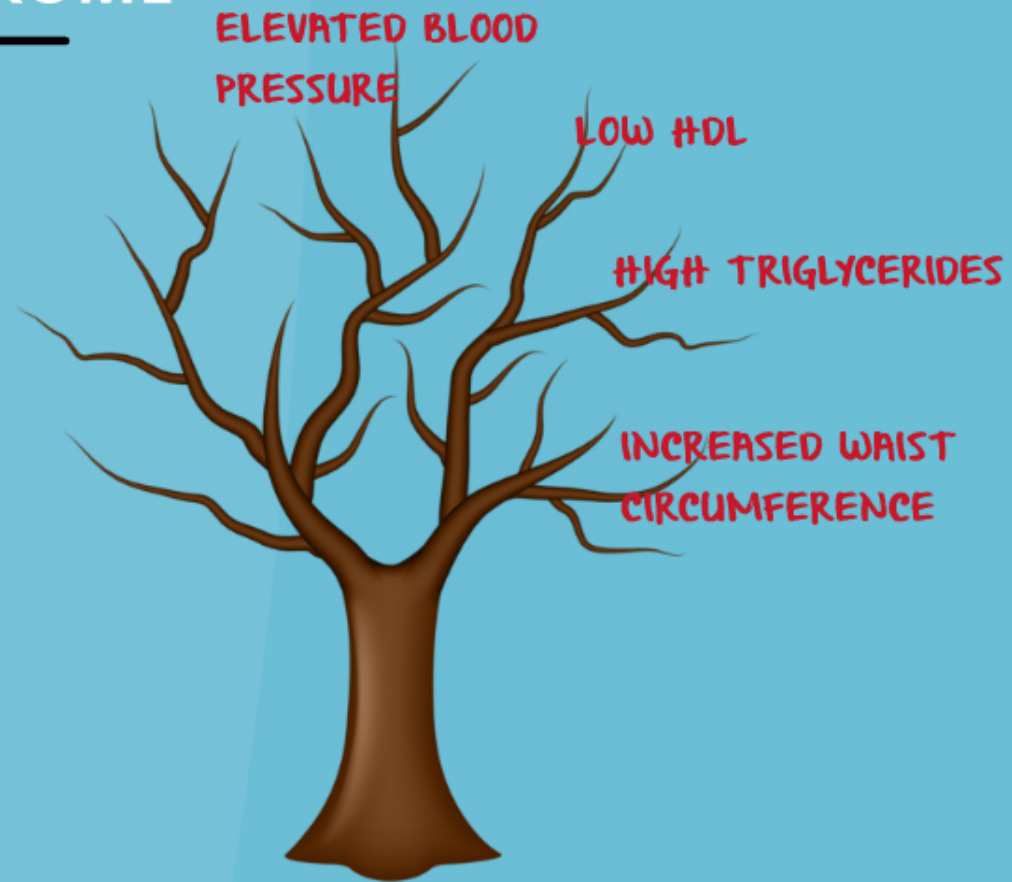 ELEVATED BLOOD
PRESSURE
LOW HDL
HIGH TRIGLYCERIDES
INCREASED WAIST
CIRCUMFERENCE